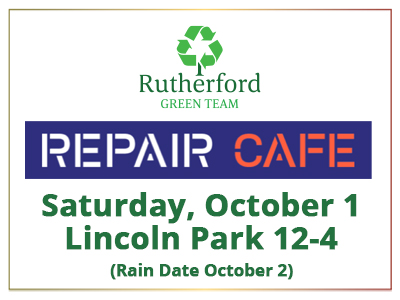 Rutherford
GREEN TEAM
REPAIR CAFE
Saturday, October 1
Lincoln Park 12-4
(Rain Date October 2)